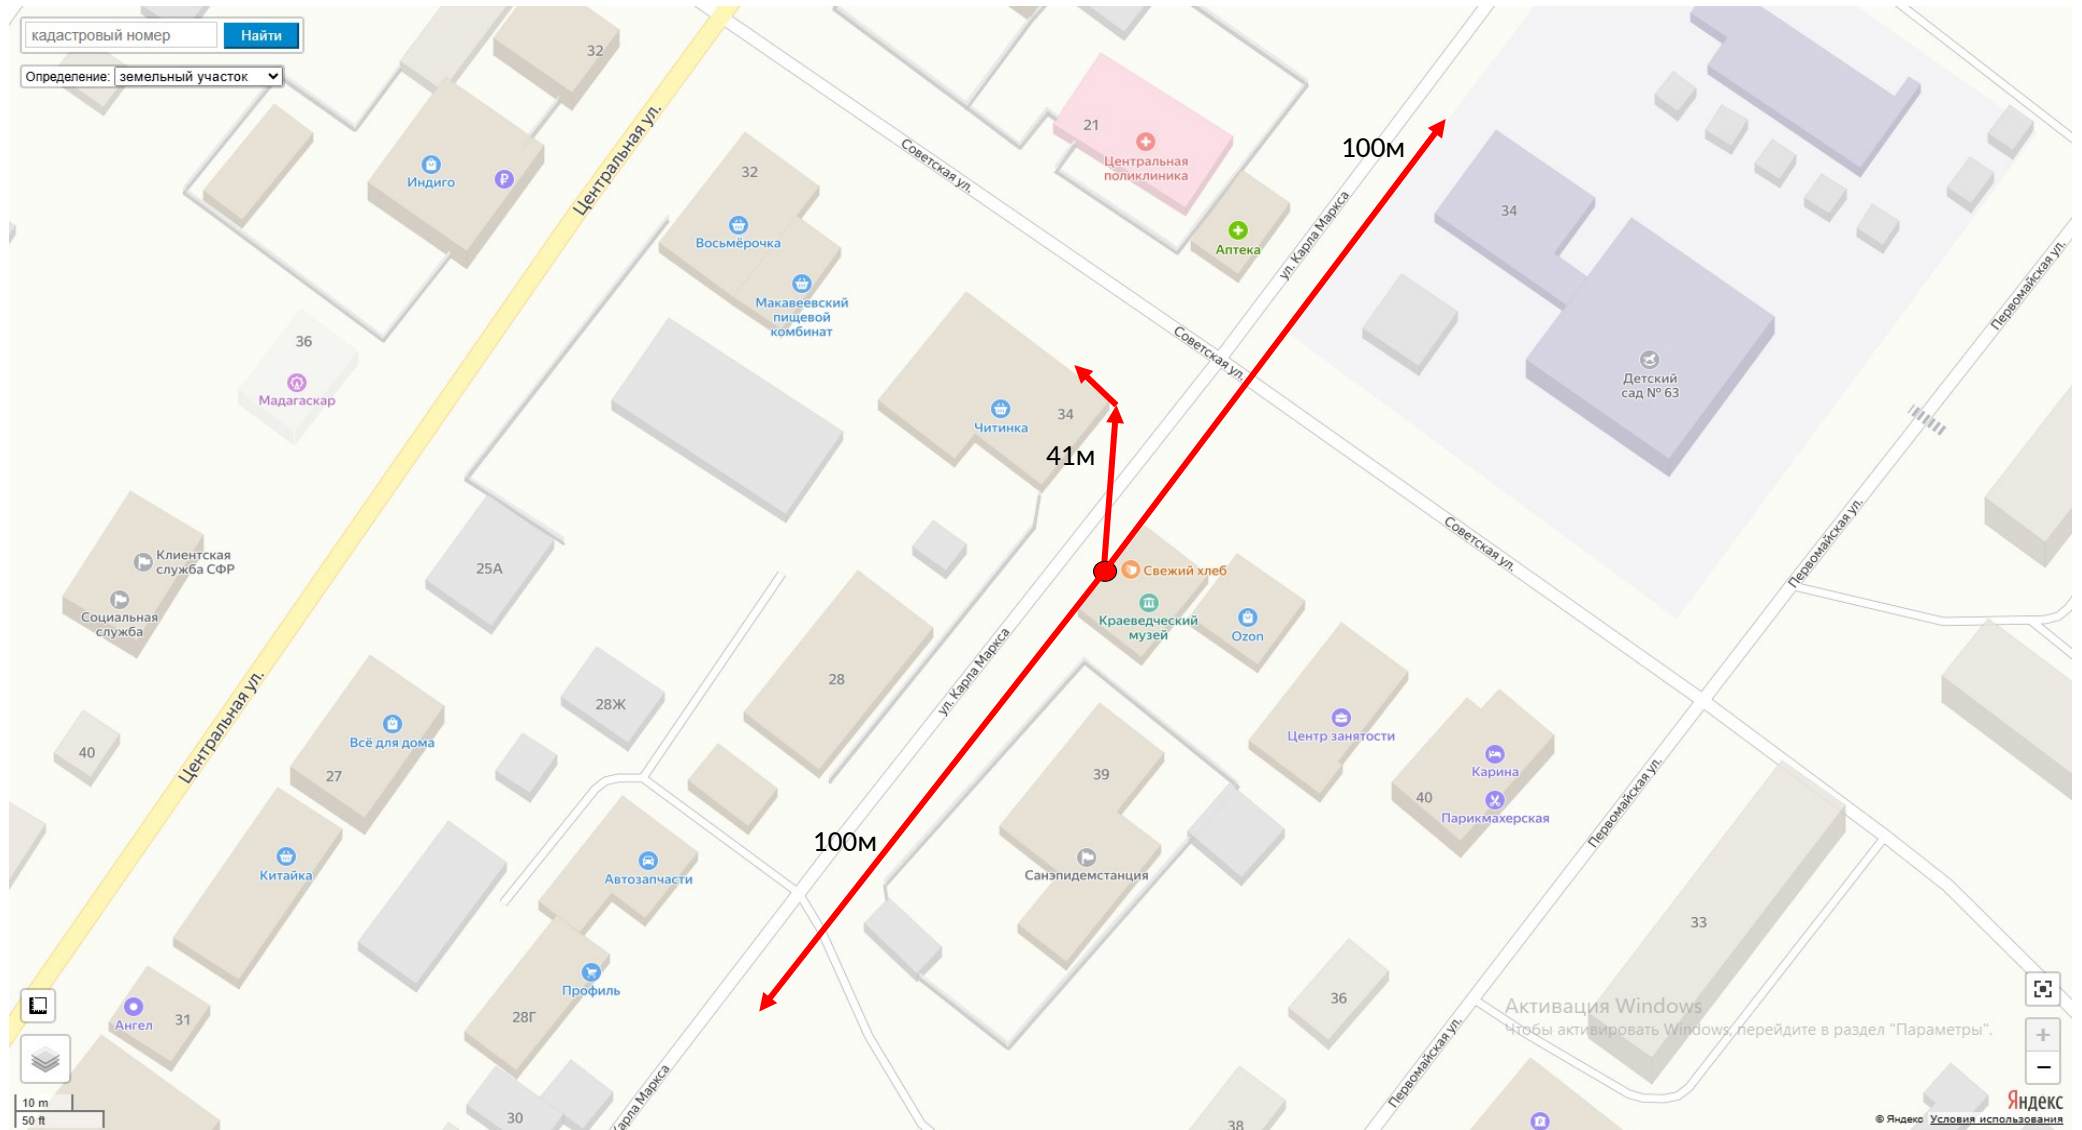 кадастровый номер
Найти
Определение: земельный участок
32
Центральная ул.
Индиго
32
Восьмёрочка
Макавеевский
пищевой
комбинат
Советская ул.
21
Центральная
поликлиника
Аптека
ул. Карла Маркса
100м
34
Детский
сад № 63
Первомайская ул.
36
Мадагаскар
Советская ул.
34
Читинка
41м
Клиентская
служба СФР
Социальная
служба
25А
Свежий хлеб
Краеведческий
музей
Ozon
Советская ул.
Первомайская ул.
28
28Ж
ул. Карла Маркса
Центральная ул.
40
Всё для дома
27
39
Центр занятости
Карина
40
Парикмахерская
Первомайская ул.
100м
Китайка
Автозапчасти
Санэпидемстанция
33
Профиль
28Г
Ангел
31
36
Активация Windows
Чтобы активировать Windows, перейдите в раздел "Параметры".
Первомайская ул.
Карла Маркса
30
38
10 m
50 ft
Яндекс
© Яндекс Условия использования